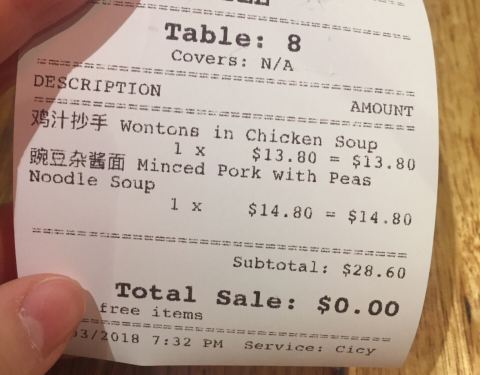 Table: 8
Covers: N/A
DESCRIPTION AMOUNT
鸡汁抄手 Wontons in Chicken Soup
1 x $13.80 = $13.80
豌豆杂酱面 Minced Pork with Peas
Noodle Soup
1 x $14.80 = $14.80
Subtotal: $28.60
Total Sale: $0.00
free items
03/2018 7:32 PM Service: Cicy